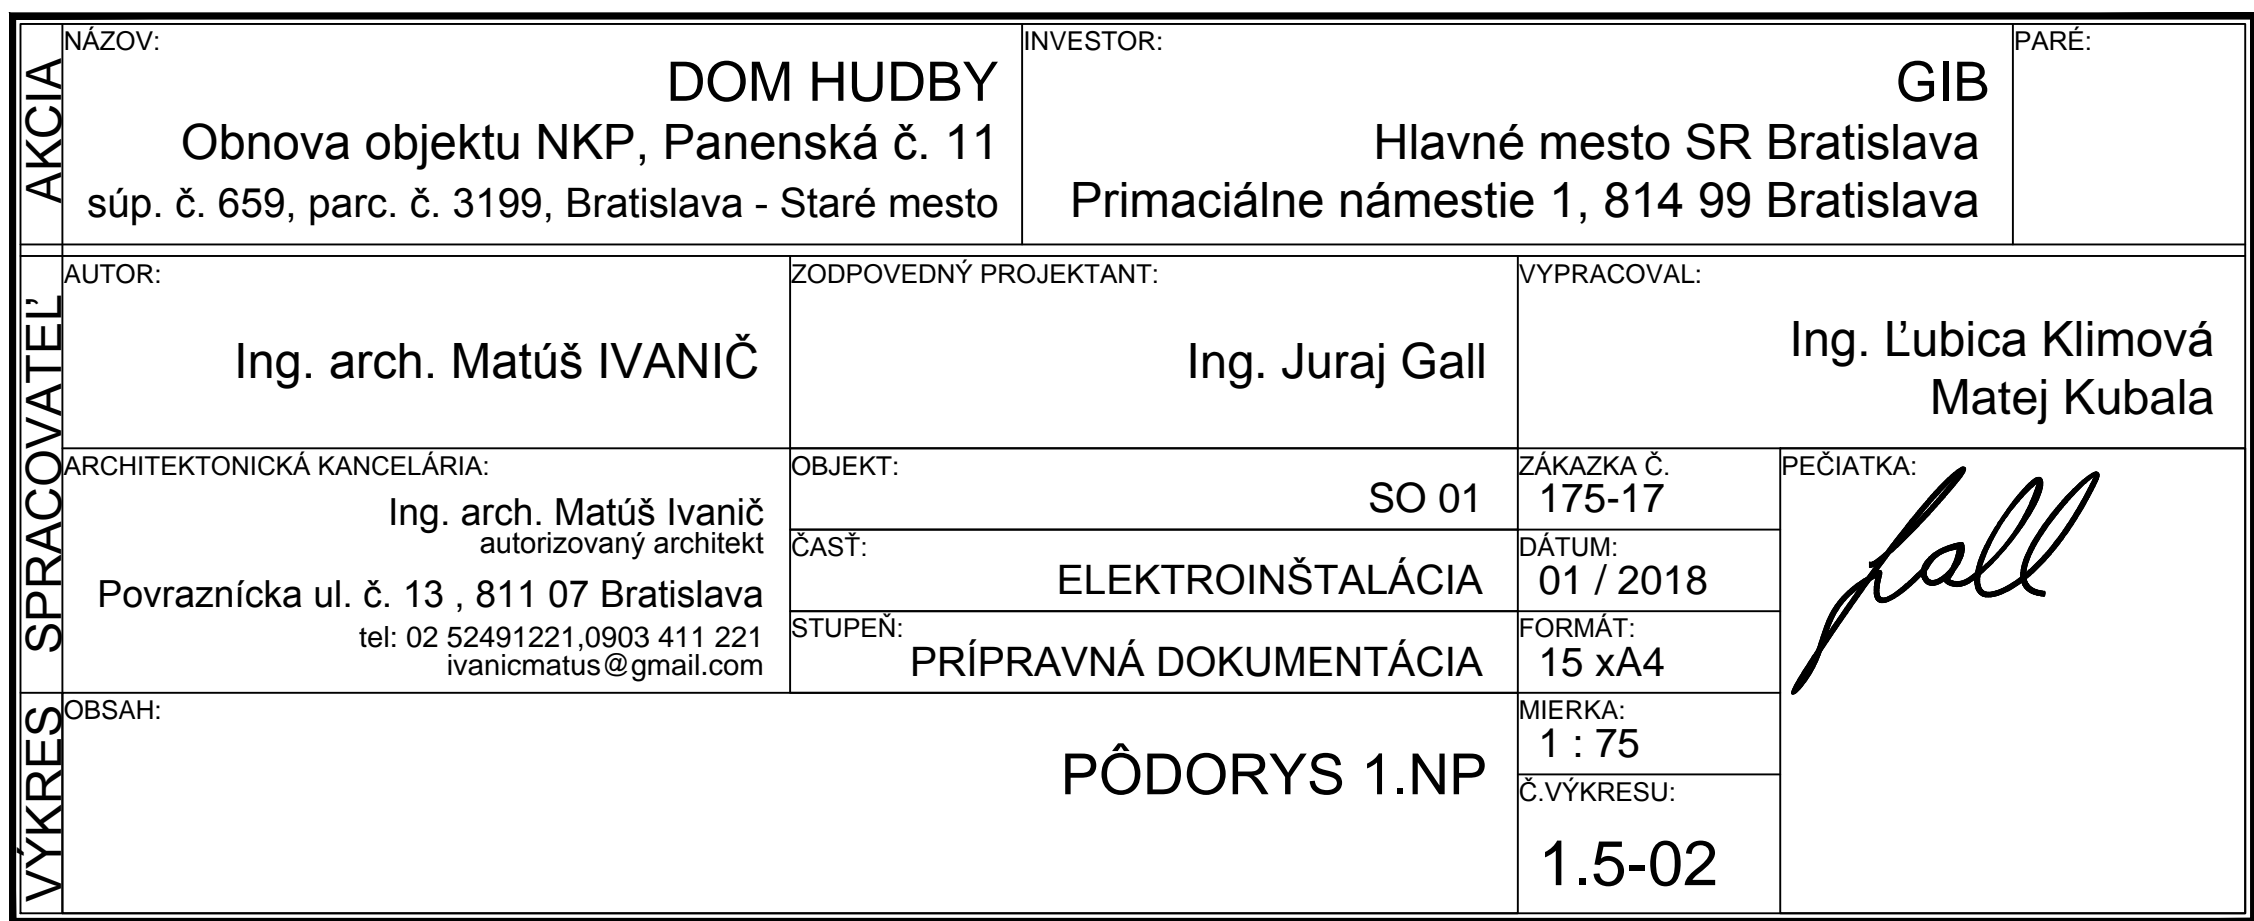 AKCIA
NÁZOV:
DOM HUDBY
Obnova objektu NKP, Panenská č. 11
súp. č. 659, parc. č. 3199, Bratislava - Staré mesto
INVESTOR:
GIB
Hlavné mesto SR Bratislava
Primaciálne námestie 1, 814 99 Bratislava
PARÉ:
SPRACOVATEĽ
AUTOR:
Ing. arch. Matúš IVANIČ
ZODPOVEDNÝ PROJEKTANT:
Ing. Juraj Gall
VYPRACOVAL:
Ing. Ľubica Klimová
Matej Kubala
ARCHITEKTONICKÁ KANCELÁRIA:
Ing. arch. Matúš Ivanič
autorizovaný architekt
Povraznícka ul. č. 13 , 811 07 Bratislava
tel: 02 52491221,0903 411 221
ivanicmatus@gmail.com
OBJEKT:
SO 01
ČASŤ:
ELEKTROINŠTALÁCIA
STUPEŇ:
PRÍPRAVNÁ DOKUMENTÁCIA
ZÁKAZKA Č.
175-17
DÁTUM:
01 / 2018
FORMÁT:
15 xA4
PEČIATKA:
Gall
VÝKRES
OBSAH:
PÔDORYS 1.NP
MIERKA:
1 : 75
Č.VÝKRESU:
1.5-02